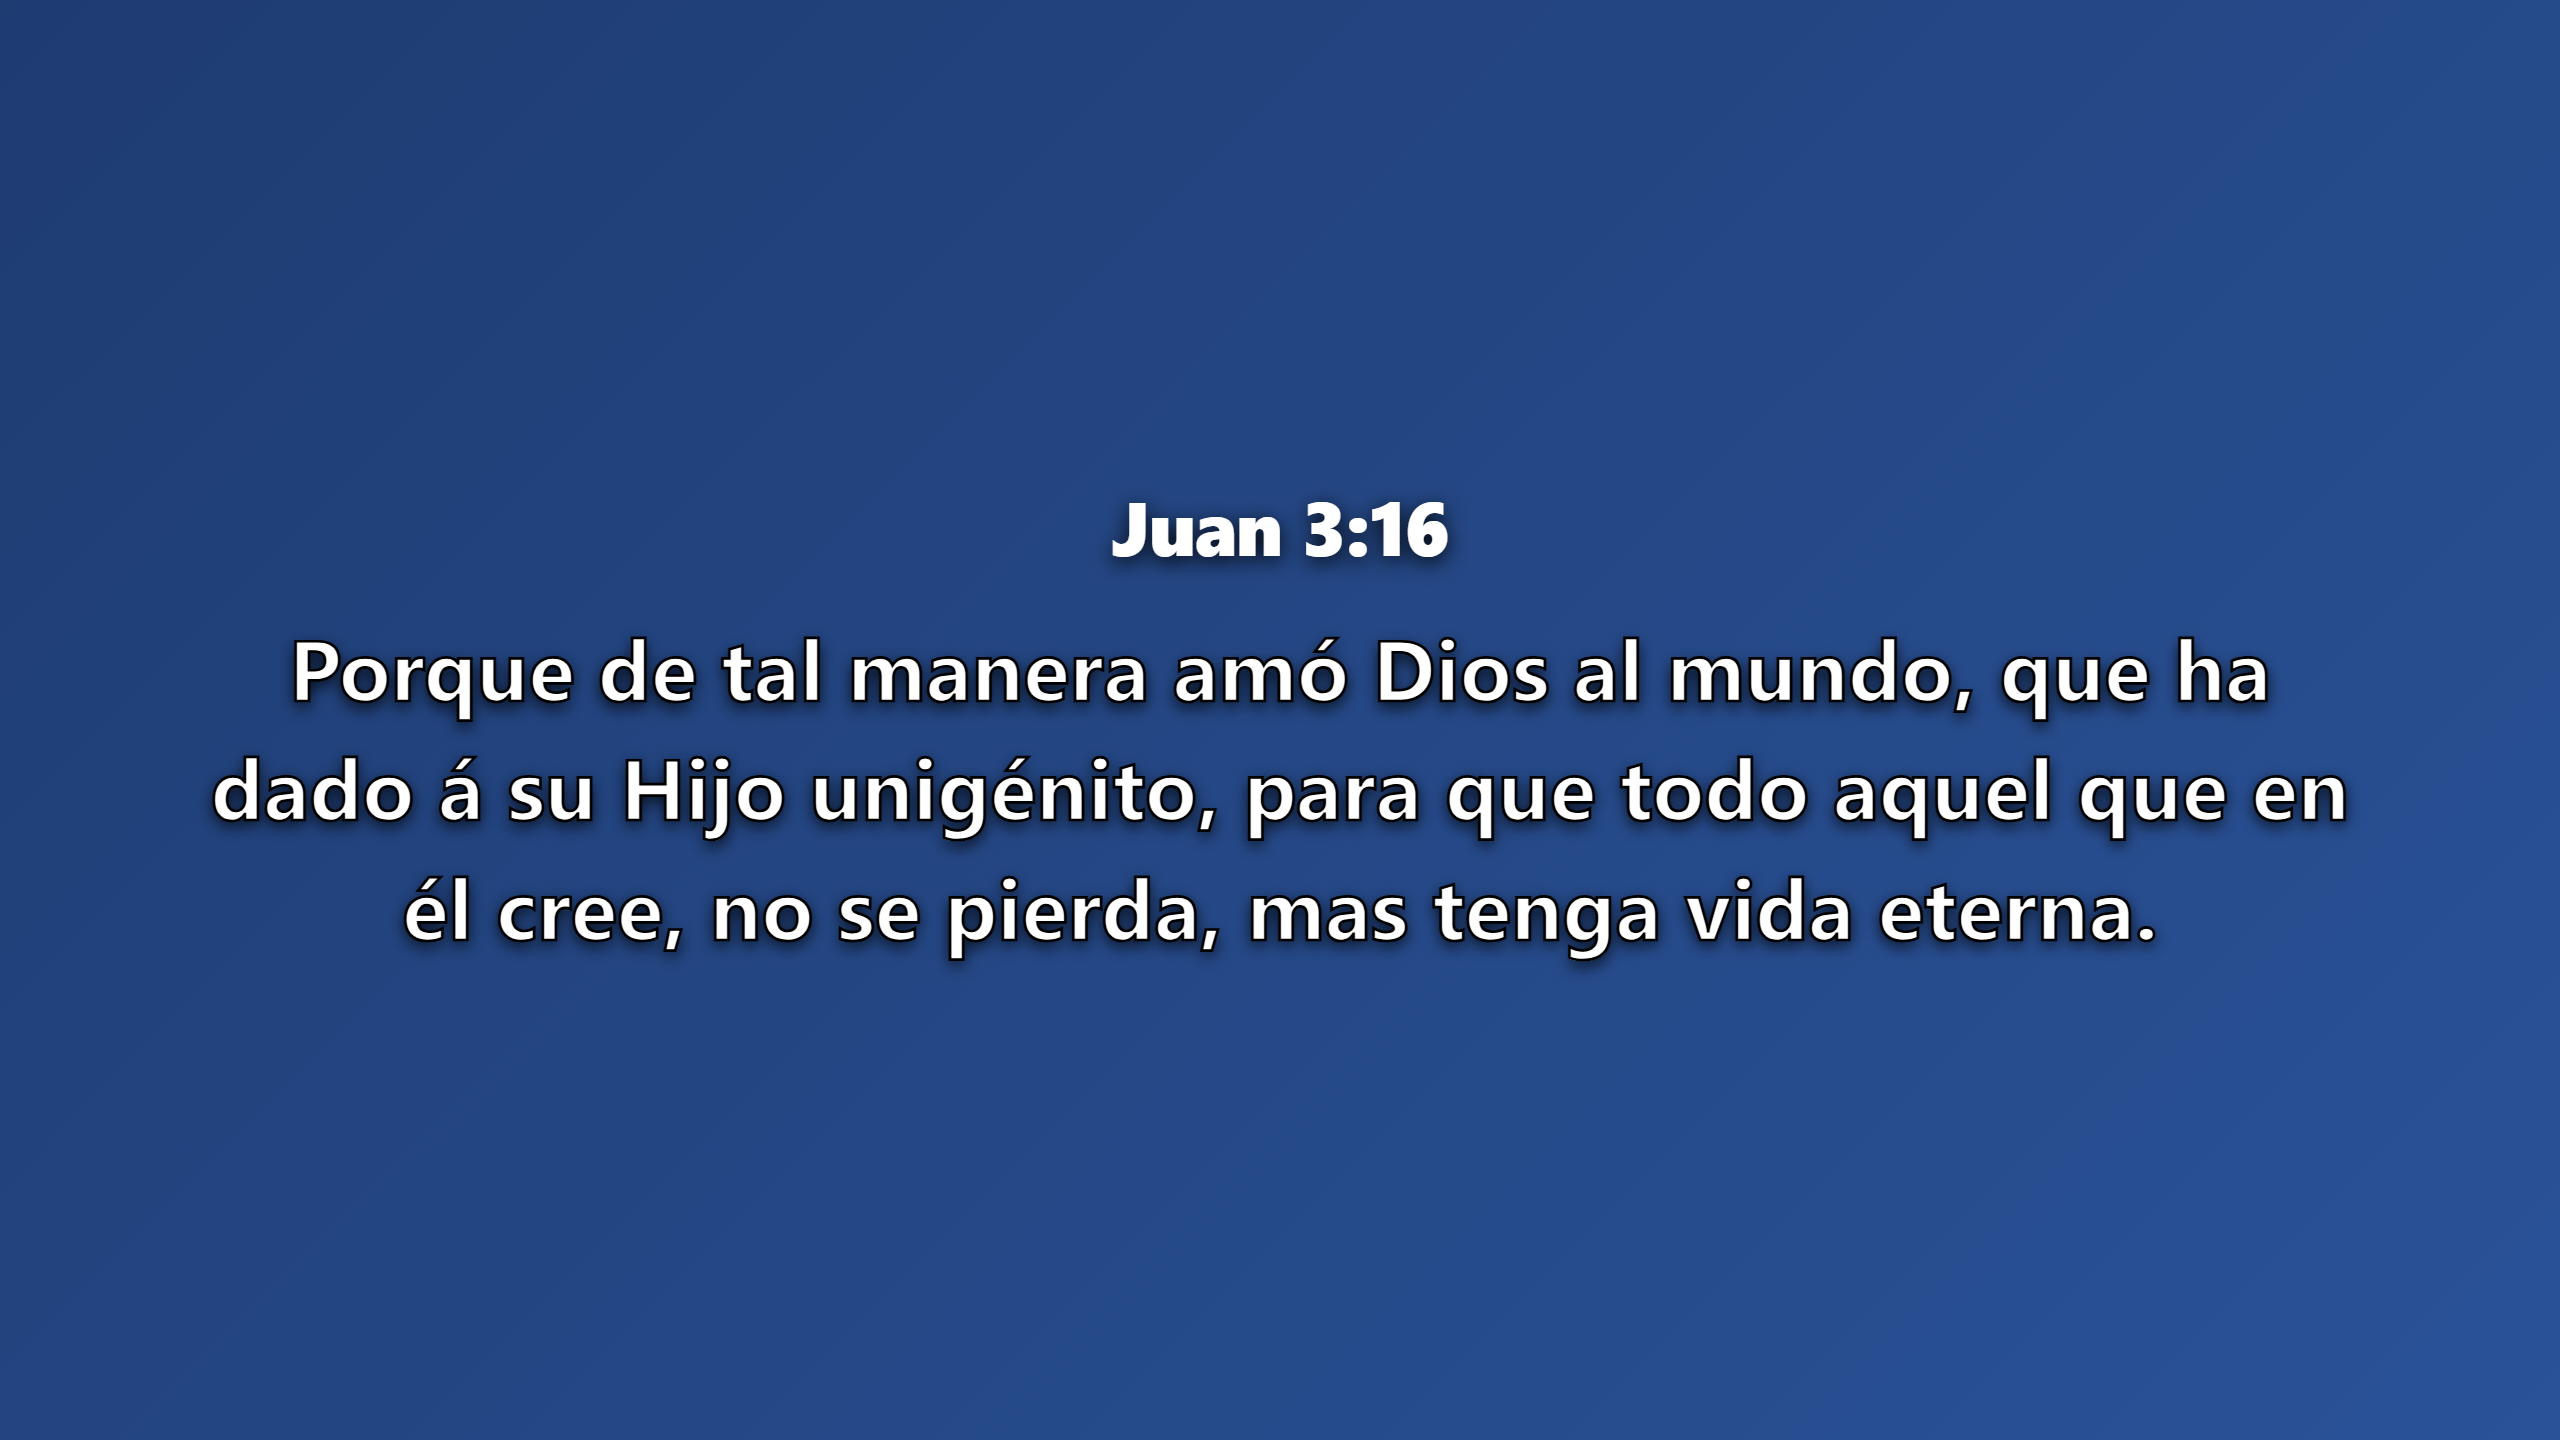 Juan 3:16
Porque de tal manera amó Dios al mundo, que ha
dado á su Hijo unigénito, para que todo aquel que en
él cree, no se pierda, mas tenga vida eterna.